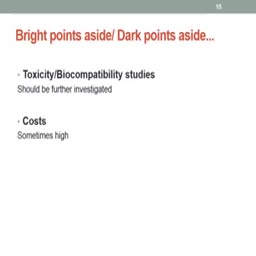 15
Bright points aside/ Dark points aside...
• Toxicity/Biocompatibility studies
Should be further investigated
• Costs
Sometimes high